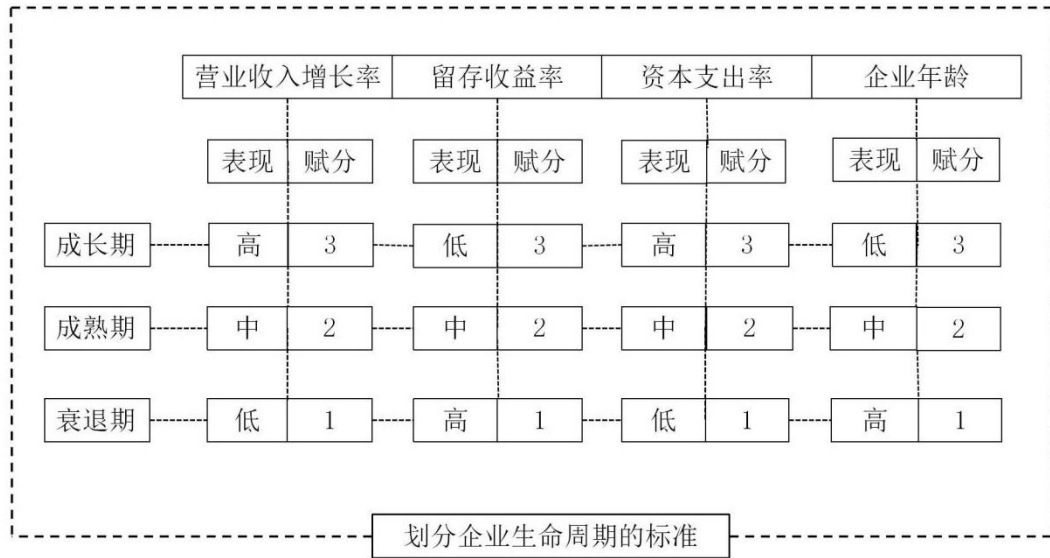 营业收入增长率 留存收益率 资本支出率 企业年龄
表现 赋分 表现 赋分 表现 赋分 表现 赋分
成长期 高 3 低 3 高 3 低 3
成熟期 中 2 中 2 中 2 中 2
衰退期 低 1 高 1 低 1 高 1
划分企业生命周期的标准